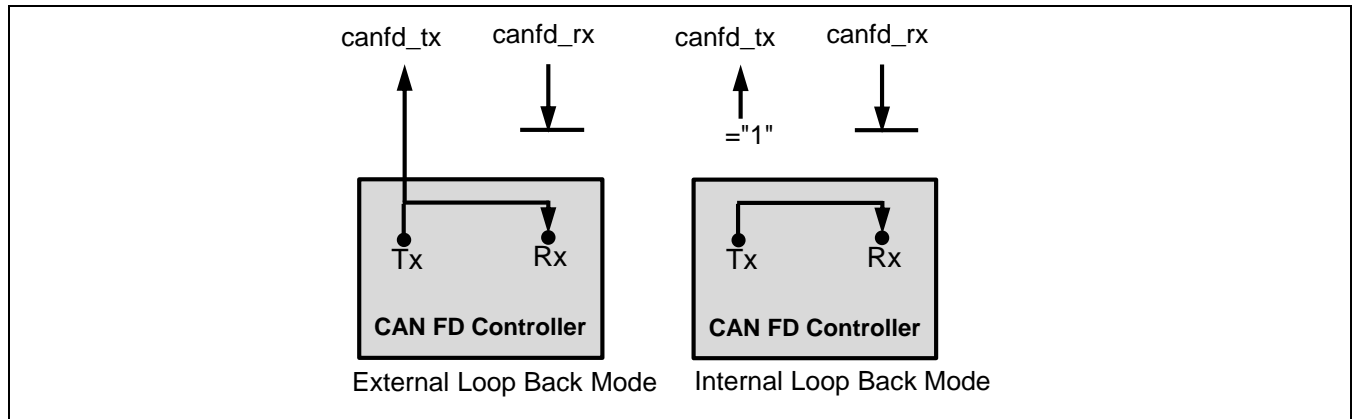 canfd_tx canfd_rx canfd_tx canfd_rx
="1"
Tx Rx Tx Rx
CAN FD Controller CAN FD Controller
External Loop Back Mode Internal Loop Back Mode